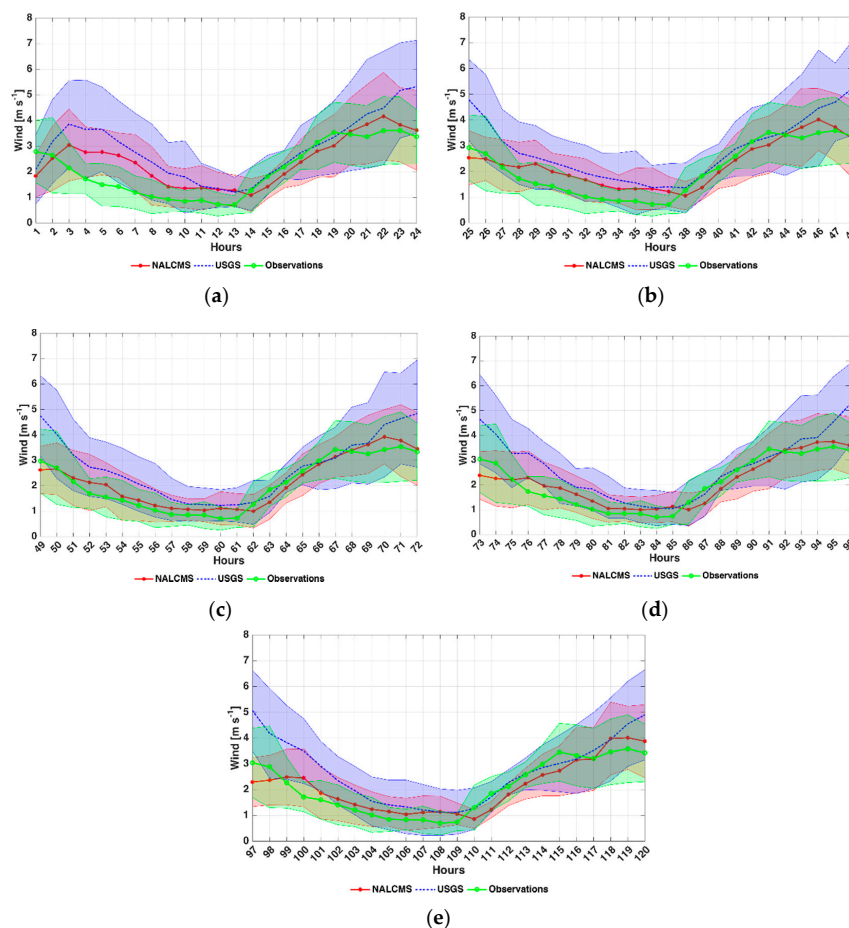 8
7
6
5
4
3
2
1
0
Wind [m s⁻¹]
1 2 3 4 5 6 7 8 9 10 11 12 13 14 15 16 17 18 19 20 21 22 23 24
Hours
NALCMS USGS Observations
(a)
8
7
6
5
4
3
2
1
0
Wind [m s⁻¹]
25 26 27 28 29 30 31 32 33 34 35 36 37 38 39 40 41 42 43 44 45 46 47
Hours
NALCMS USGS Observations
(b)
8
7
6
5
4
3
2
1
0
Wind [m s⁻¹]
49 50 51 52 53 54 55 56 57 58 59 60 61 62 63 64 65 66 67 68 69 70 71 72
Hours
NALCMS USGS Observations
(c)
8
7
6
5
4
3
2
1
0
Wind [m s⁻¹]
73 74 75 76 77 78 79 80 81 82 83 84 85 86 87 88 89 90 91 92 93 94 95
Hours
NALCMS USGS Observations
(d)
8
7
6
5
4
3
2
1
0
Wind [m s⁻¹]
97 98 99 100 101 102 103 104 105 106 107 108 109 110 111 112 113 114 115 116 117 118 119 120
Hours
NALCMS USGS Observations
(e)